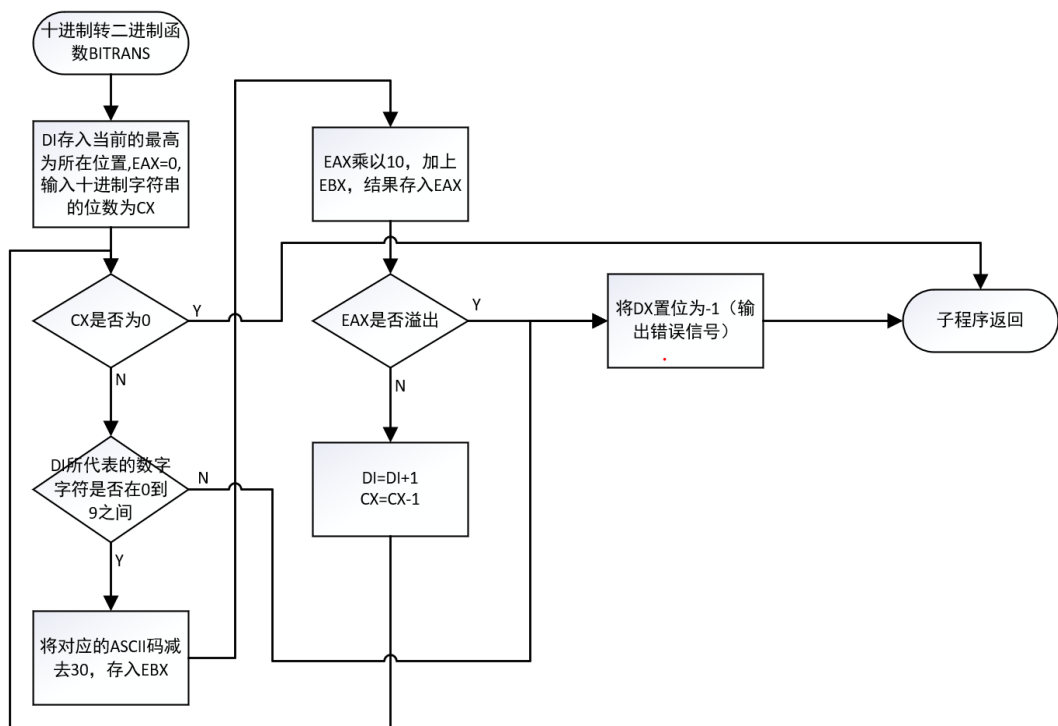 十进制转二进制函
数BITRANS
DI存入当前的最高
为所在位置,EAX=0,
输入十进制字符串
的位数为CX
CX是否为0
Y
N
DI所代表的数字
字符是否在0到
9之间
N
Y
将对应的ASCII码减
去30，存入EBX
EAX乘以10，加上
EBX，结果存入EAX
EAX是否溢出
Y
N
DI=DI+1
CX=CX-1
将DX置位为-1（输
出错误信号）
子程序返回